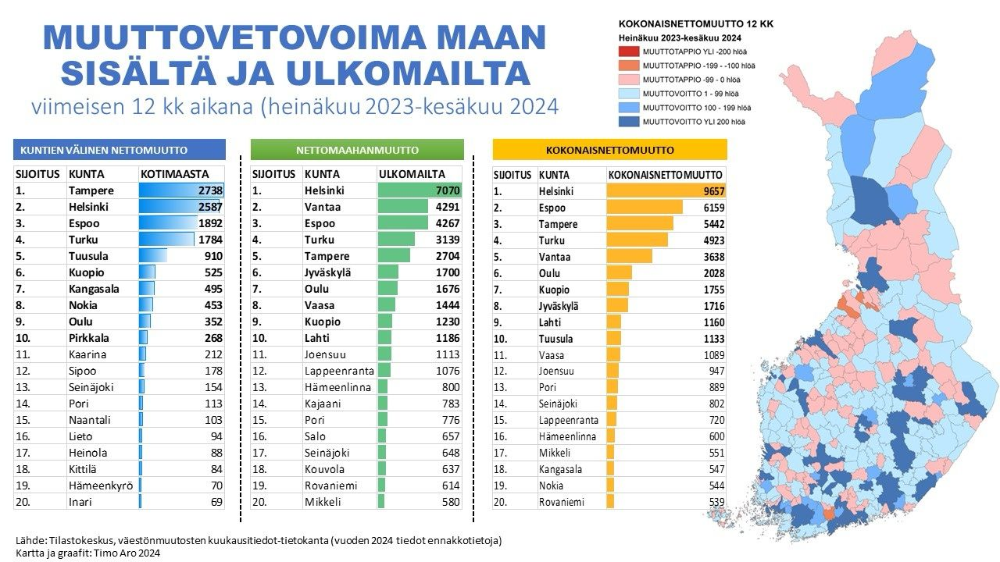 MUUTTOVETOVOIMA MAAN
SISÄLTÄ JA ULKOMAILTA
viimeisen 12 kk aikana (heinäkuu 2023-kesäkuu 2024
KOKONAISNETTOMUUTTO 12 KK
Heinäkuu 2023-kesäkuu 2024
MUUTTOTAPPIO YLI -200 hlöä
MUUTTOTAPPIO -199 - -100 hlöä
MUUTTOTAPPIO -99 - 0 hlöä
MUUTTOVOITTO 1 - 99 hlöä
MUUTTOVOITTO 100 - 199 hlöä
MUUTTOVOITTO YLI 200 hlöä
KUNTIEN VÄLINEN NETTOMUUTTO
SIJOITUS KUNTA KOTIMAASTA
1. Tampere 2738
2. Helsinki 2587
3. Espoo 1892
4. Turku 1784
5. Tuusula 910
6. Kuopio 525
7. Kangasala 495
8. Nokia 453
9. Oulu 352
10. Pirkkala 268
11. Kaarina 212
12. Sipoo 178
13. Seinäjoki 154
14. Pori 113
15. Naantali 103
16. Lieto 94
17. Heinola 88
18. Kittilä 84
19. Hämeenkyrö 70
20. Inari 69
NETTOMAAHANMUUTTO
SIJOITUS KUNTA ULKOMAILTA
1. Helsinki 7070
2. Vantaa 4291
3. Espoo 4267
4. Turku 3139
5. Tampere 2704
6. Jyväskylä 1700
7. Oulu 1676
8. Vaasa 1444
9. Kuopio 1230
10. Lahti 1186
11. Joensuu 1113
12. Lappeenranta 1076
13. Hämeenlinna 800
14. Kajaani 783
15. Pori 776
16. Salo 657
17. Seinäjoki 648
18. Kouvola 637
19. Rovaniemi 614
20. Mikkeli 580
KOKONAISNETTOMUUTTO
SIJOITUS KUNTA KOKONAISNETTOMUUTTO
1. Helsinki 9657
2. Espoo 6159
3. Tampere 5442
4. Turku 4923
5. Vantaa 3638
6. Oulu 2028
7. Kuopio 1755
8. Jyväskylä 1716
9. Lahti 1160
10. Tuusula 1133
11. Vaasa 1089
12. Joensuu 947
13. Pori 889
14. Seinäjoki 802
15. Lappeenranta 720
16. Hämeenlinna 600
17. Mikkeli 551
18. Kangasala 547
19. Nokia 544
20. Rovaniemi 539
Lähde: Tilastokeskus, väestönmuutosten kuukausitiedot-tietokanta (vuoden 2024 tiedot ennakkotietoja)
Kartta ja graafit: Timo Aro 2024